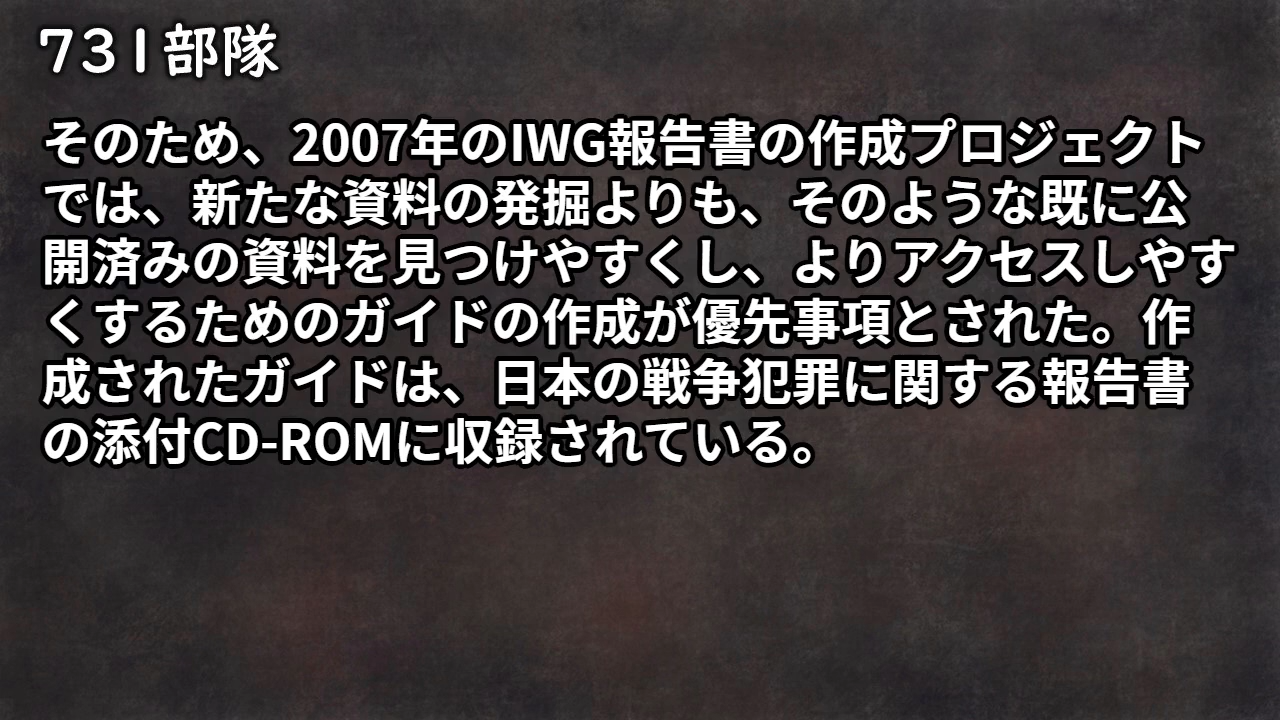 731部隊
そのため、2007年のIWG報告書の作成プロジェクト
では、新たな資料の発掘よりも、そのような既に公
開済みの資料を見つけやすくし、よりアクセスしやす
くするためのガイドの作成が優先事項とされた。作
成されたガイドは、日本の戦争犯罪に関する報告書
の添付CD-ROMに収録されている。